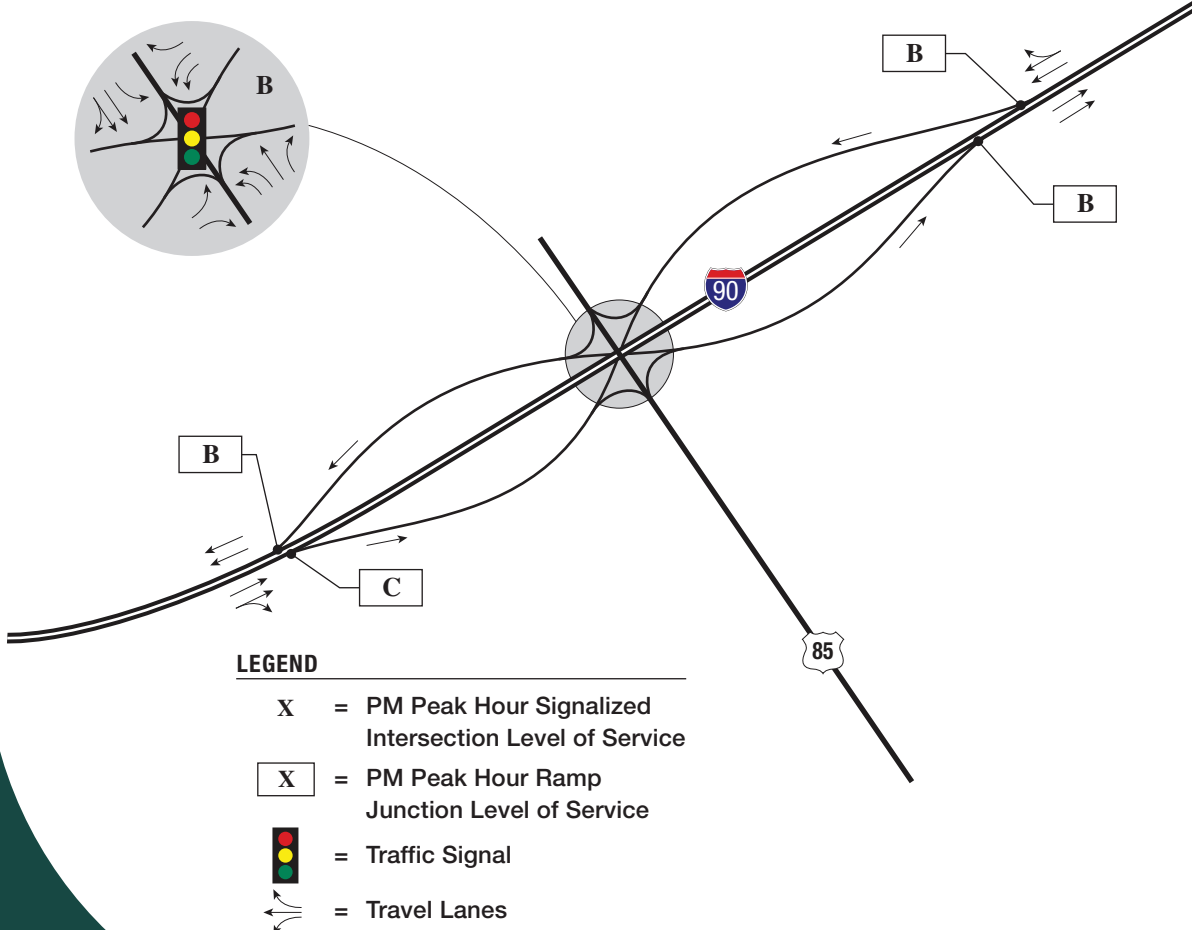 B
B
B
90
B
C
85
LEGEND
X = PM Peak Hour Signalized
Intersection Level of Service
X = PM Peak Hour Ramp
Junction Level of Service
= Traffic Signal
= Travel Lanes